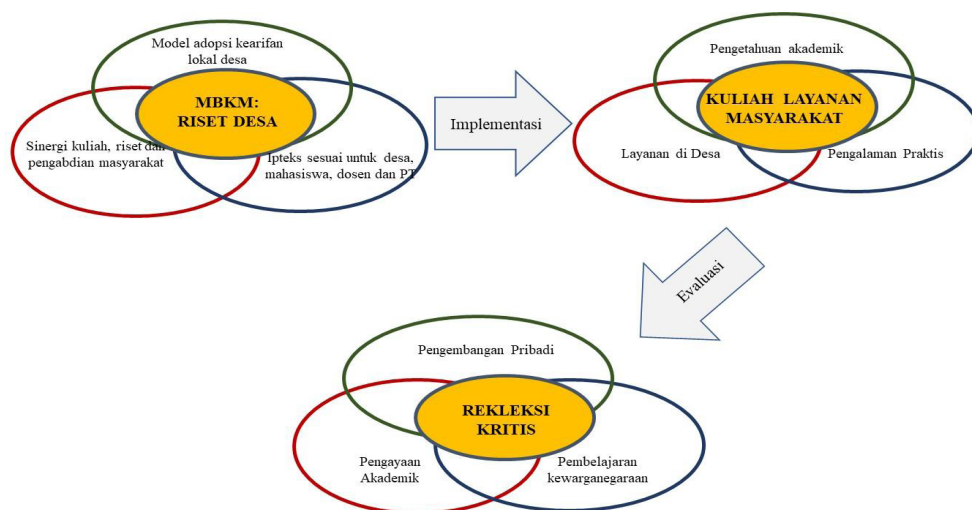 Model adopsi kearifan
lokal desa
MBKM:
RISET DESA
Sinergi kuliah, riset dan
pengabdian masyarakat
Ipteks sesuai untuk desa,
mahasiswa, dosen dan PT
Implementasi
Pengetahuan akademik
KULIAH LAYANAN
MASYARAKAT
Layanan di Desa
Pengalaman Praktis
Evaluasi
Pengembangan Pribadi
REKLEKSI
KRITIS
Pengayaan
Akademik
Pembelajaran
kewarganegaraan